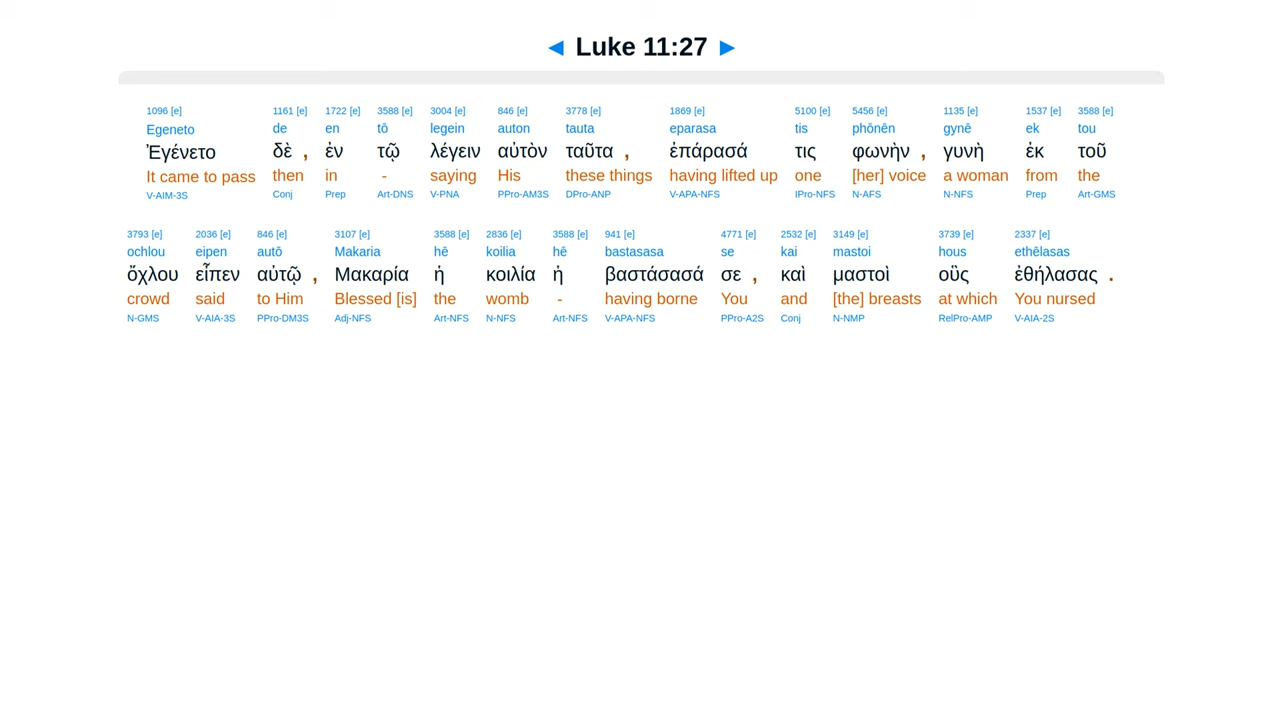 ◄ Luke 11:27 ►
1096 [e] 1161 [e] 1722 [e] 3588 [e] 3004 [e] 846 [e] 3778 [e] 1869 [e] 5100 [e] 5456 [e] 1135 [e] 1537 [e] 3588 [e]
Egeneto de en tō legein auton tauta eparasa tis phōnēn gynē ek tou
Ἐγένετο δὲ , ἐν τῷ λέγειν αὐτὸν ταῦτα , ἐπάρασά τις φωνὴν , γυνὴ ἐκ τοῦ
It came to pass then in - saying His these things having lifted up one [her] voice a woman from the
V-AIM-3S Conj Prep Art-DNS V-PNA PPro-AM3S DPro-ANP V-APA-NFS IPro-NFS N-AFS N-NFS Prep Art-GMS
3793 [e] 2036 [e] 846 [e] 3107 [e] 3588 [e] 2836 [e] 3588 [e] 941 [e] 4771 [e] 2532 [e] 3149 [e] 3739 [e] 2337 [e]
ochlou eipen autō Makaria hē koilia hē bastasasa se kai mastoi hous ethēlasas
ὄχλου εἶπεν αὐτῷ , Μακαρία ἡ κοιλία ἡ βαστάσασά σε , καὶ μαστοὶ οὓς ἐθήλασας .
crowd said to Him Blessed [is] the womb - having borne You and [the] breasts at which You nursed
N-GMS V-AIA-3S PPro-DM3S Adj-NFS Art-NFS N-NFS Art-NFS V-APA-NFS PPro-A2S Conj N-NMP RelPro-AMP V-AIA-2S